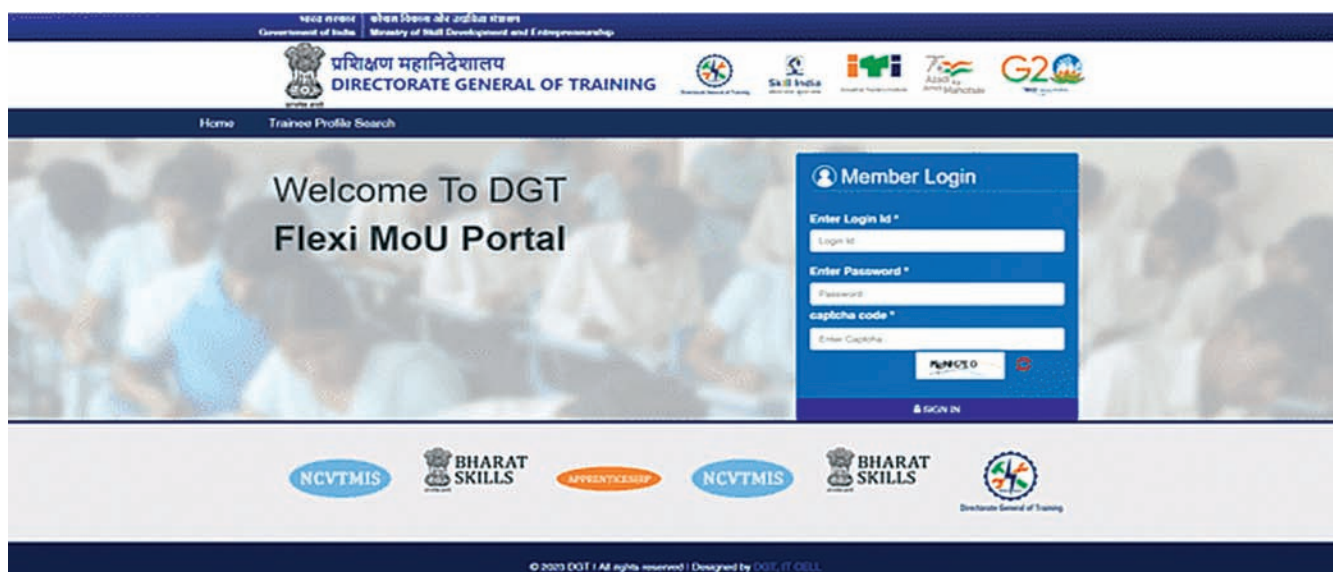 भारत सरकार कौशल विकास और उद्यमिता मंत्रालय
Government of India Ministry of Skill Development and Entrepreneurship
प्रशिक्षण महानिदेशालय
DIRECTORATE GENERAL OF TRAINING
Skill India
iTi
G20
Home Trainee Profile Search
Welcome To DGT
Flexi MoU Portal
Member Login
Enter Login Id *
Login Id
Enter Password *
Password
captcha code *
Enter Captcha
SIGN IN
NCVTMIS
BHARAT
SKILLS
APPRENTICESHIP
NCVTMIS
BHARAT
SKILLS
Directorate General of Training
© 2023 DGT | All rights reserved | Designed by DGT, IT CELL